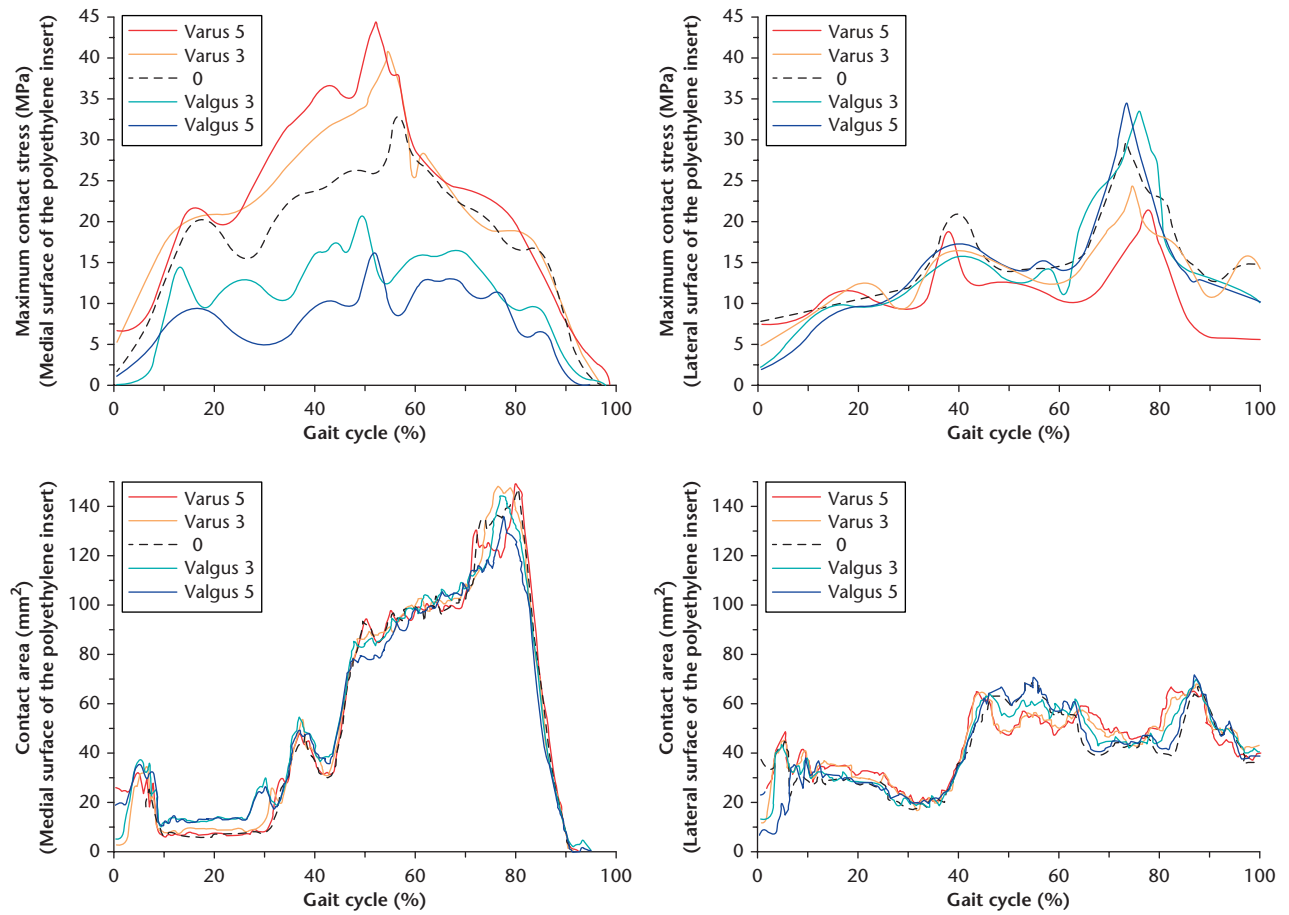 Maximum contact stress (MPa)
(Medial surface of the polyethylene insert)
45
40
35
30
25
20
15
10
5
0
Varus 5
Varus 3
0
Valgus 3
Valgus 5
0 20 40 60 80 100
Gait cycle (%)
Maximum contact stress (MPa)
(Lateral surface of the polyethylene insert)
45
40
35
30
25
20
15
10
5
0
Varus 5
Varus 3
0
Valgus 3
Valgus 5
0 20 40 60 80 100
Gait cycle (%)
Contact area (mm²)
(Medial surface of the polyethylene insert)
140
120
100
80
60
40
20
0
Varus 5
Varus 3
0
Valgus 3
Valgus 5
0 20 40 60 80 100
Gait cycle (%)
Contact area (mm²)
(Lateral surface of the polyethylene insert)
140
120
100
80
60
40
20
0
Varus 5
Varus 3
0
Valgus 3
Valgus 5
0 20 40 60 80 100
Gait cycle (%)